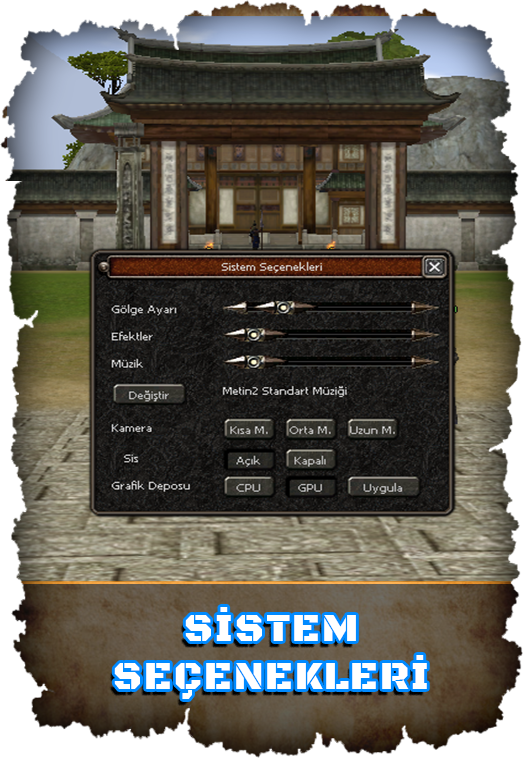 Sistem Seçenekleri
Gölge Ayarı
Efektler
Müzik
Değiştir Metin2 Standart Müziği
Kamera Kısa M. Orta M. Uzun M.
Sis Açık Kapalı
Grafik Deposu CPU GPU Uygula
SİSTEM
SEÇENEKLERİ